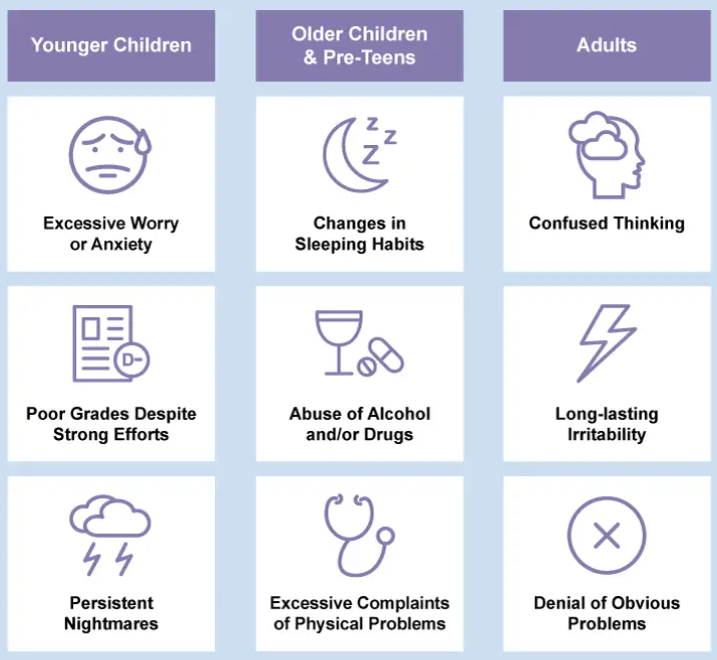 Younger Children
Older Children
& Pre-Teens
Adults
Excessive Worry
or Anxiety
z
z
Z
Changes in
Sleeping Habits
Confused Thinking
D-
Poor Grades Despite
Strong Efforts
Abuse of Alcohol
and/or Drugs
Long-lasting
Irritability
Persistent
Nightmares
Excessive Complaints
of Physical Problems
Denial of Obvious
Problems